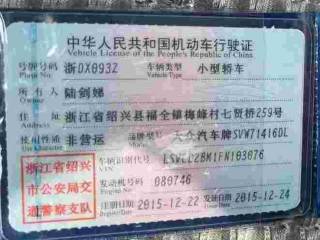 中华人民共和国机动车行驶证
Vehicle License of the People's Republic of China
号牌号码 浙DX093Z 车辆类型 小型轿车
Plate No. Vehicle Type
所有人 陆剑娣
Owner
住址 浙江省绍兴县福全镇梅峰村七贤桥259号
Address
使用性质 非营运 品牌型号 大众汽车牌SVW71416DL
浙江省绍兴
市公安局交
通警察支队
车辆识别代号
VIN
发动机号码 080746
Engine No.
注册日期 2015-12-22 发证日期 2015-12-24
Register Date Issue Date